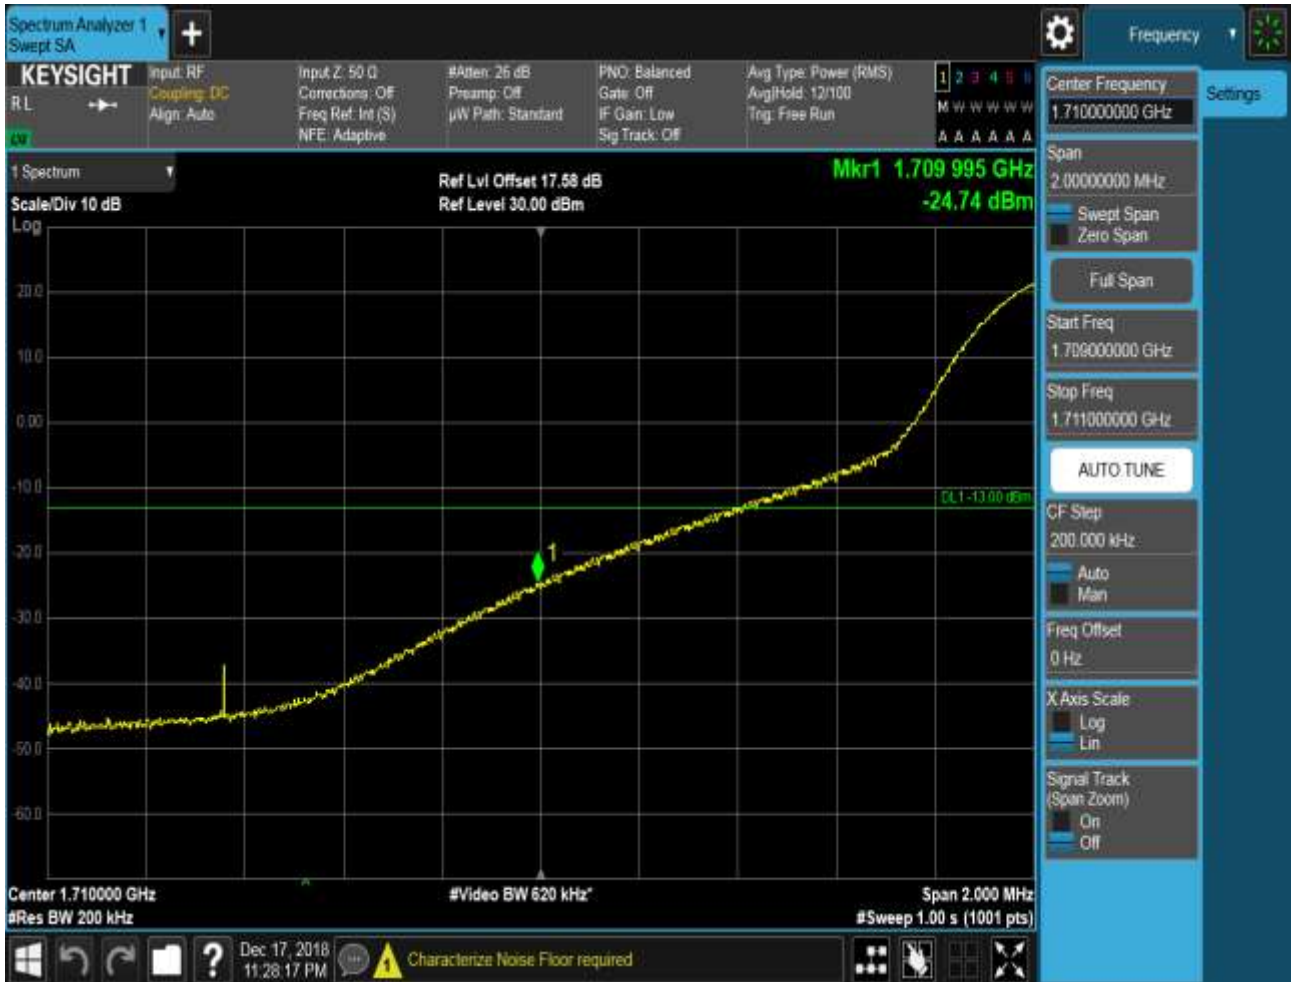 Spectrum Analyzer 1
Swept SA
Frequency
KEYSIGHT
R L
Input: RF
Coupling: DC
Align: Auto
Input Z: 50 Ω
Corrections: Off
Freq Ref: Int (S)
NFE: Adaptive
#Atten: 26 dB
Preamp: Off
µW Path: Standard
PNO: Balanced
Gate: Off
IF Gain: Low
Sig Track: Off
Avg Type: Power (RMS)
Avg|Hold: 12/100
Trig: Free Run
1 2 3 4 5 6
M W W W W W
A A A A A A
1 Spectrum
Scale/Div 10 dB
Ref Lvl Offset 17.58 dB
Ref Level 30.00 dBm
Mkr1 1.709 995 GHz
-24.74 dBm
Log
20.0
10.0
0.00
-10.0
-20.0
-30.0
-40.0
-50.0
-60.0
DL1 -13.00 dBm
1
Center 1.710000 GHz
#Res BW 200 kHz
#Video BW 620 kHz*
Span 2.000 MHz
#Sweep 1.00 s (1001 pts)
Center Frequency
1.710000000 GHz
Settings
Span
2.00000000 MHz
Swept Span
Zero Span
Full Span
Start Freq
1.709000000 GHz
Stop Freq
1.711000000 GHz
AUTO TUNE
CF Step
200.000 kHz
Auto
Man
Freq Offset
0 Hz
X Axis Scale
Log
Lin
Signal Track
(Span Zoom)
On
Off
Dec 17, 2018
11:28:17 PM
Characterize Noise Floor required